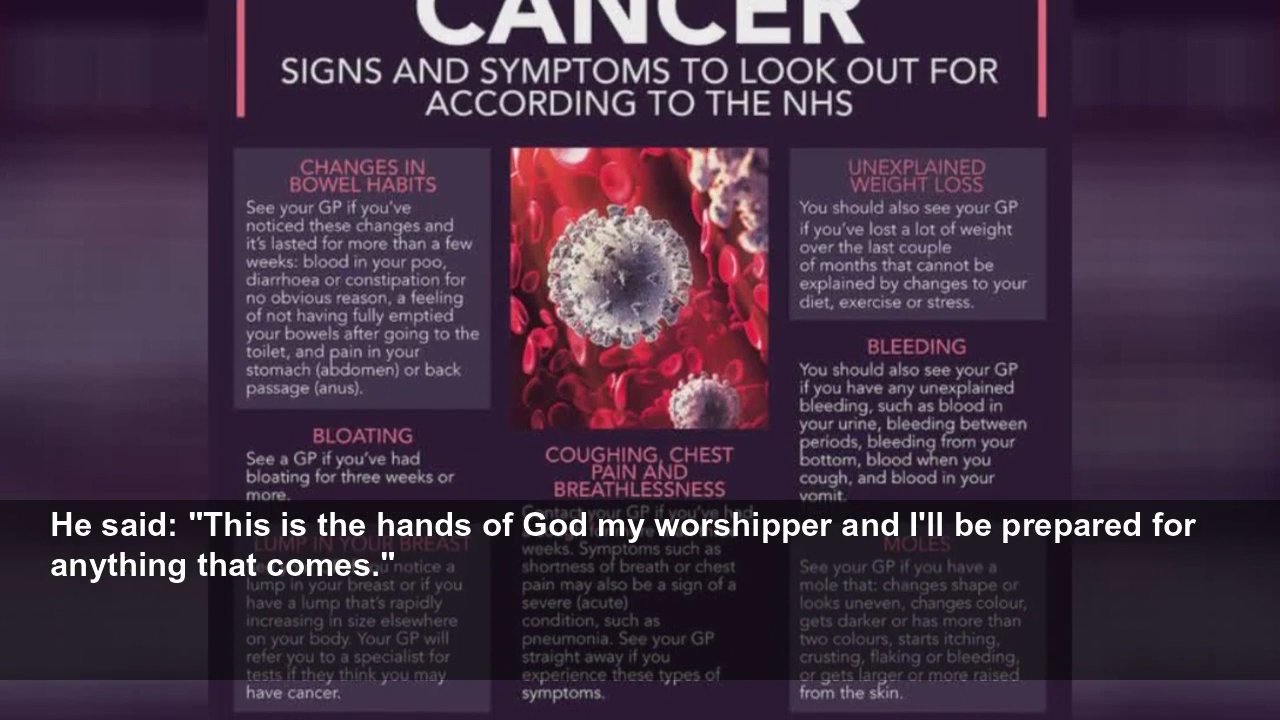 CANCER
SIGNS AND SYMPTOMS TO LOOK OUT FOR
ACCORDING TO THE NHS
CHANGES IN
BOWEL HABITS
See your GP if you've
noticed these changes and
it's lasted for more than a few
weeks: blood in your poo,
diarrhoea or constipation for
no obvious reason, a feeling
of not having fully emptied
your bowels after going to the
toilet, and pain in your
stomach (abdomen) or back
passage (anus).
BLOATING
See a GP if you've had
bloating for three weeks or
more.
LUMP IN YOUR BREAST
you notice a
lump in your breast or if you
have a lump that's rapidly
increasing in size elsewhere
on your body. Your GP will
refer you to a specialist for
tests if they think you may
have cancer.
COUGHING, CHEST
PAIN AND
BREATHLESSNESS
Contact your GP if you've had
weeks. Symptoms such as
shortness of breath or chest
pain may also be a sign of a
severe (acute)
condition, such as
pneumonia. See your GP
straight away if you
experience these types of
symptoms.
UNEXPLAINED
WEIGHT LOSS
You should also see your GP
if you've lost a lot of weight
over the last couple
of months that cannot be
explained by changes to your
diet, exercise or stress.
BLEEDING
You should also see your GP
if you have any unexplained
bleeding, such as blood in
your urine, bleeding between
periods, bleeding from your
bottom, blood when you
cough, and blood in your
vomit.
MOLES
See your GP if you have a
mole that: changes shape or
looks uneven, changes colour,
gets darker or has more than
two colours, starts itching,
crusting, flaking or bleeding,
or gets larger or more raised
from the skin.
He said: "This is the hands of God my worshipper and I'll be prepared for
anything that comes."